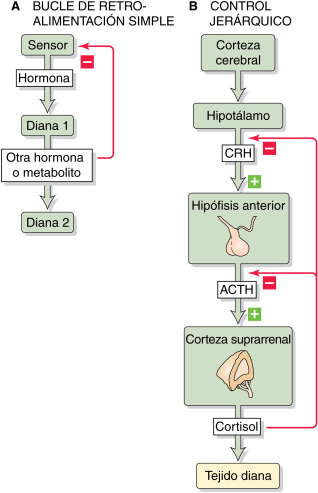 A BUCLE DE RETRO-
ALIMENTACIÓN SIMPLE
Sensor
−
Hormona
Diana 1
Otra hormona
o metabolito
Diana 2
B CONTROL
JERÁRQUICO
Corteza
cerebral
Hipotálamo
−
CRH
+
Hipófisis anterior
−
ACTH
+
Corteza suprarrenal
Cortisol
Tejido diana